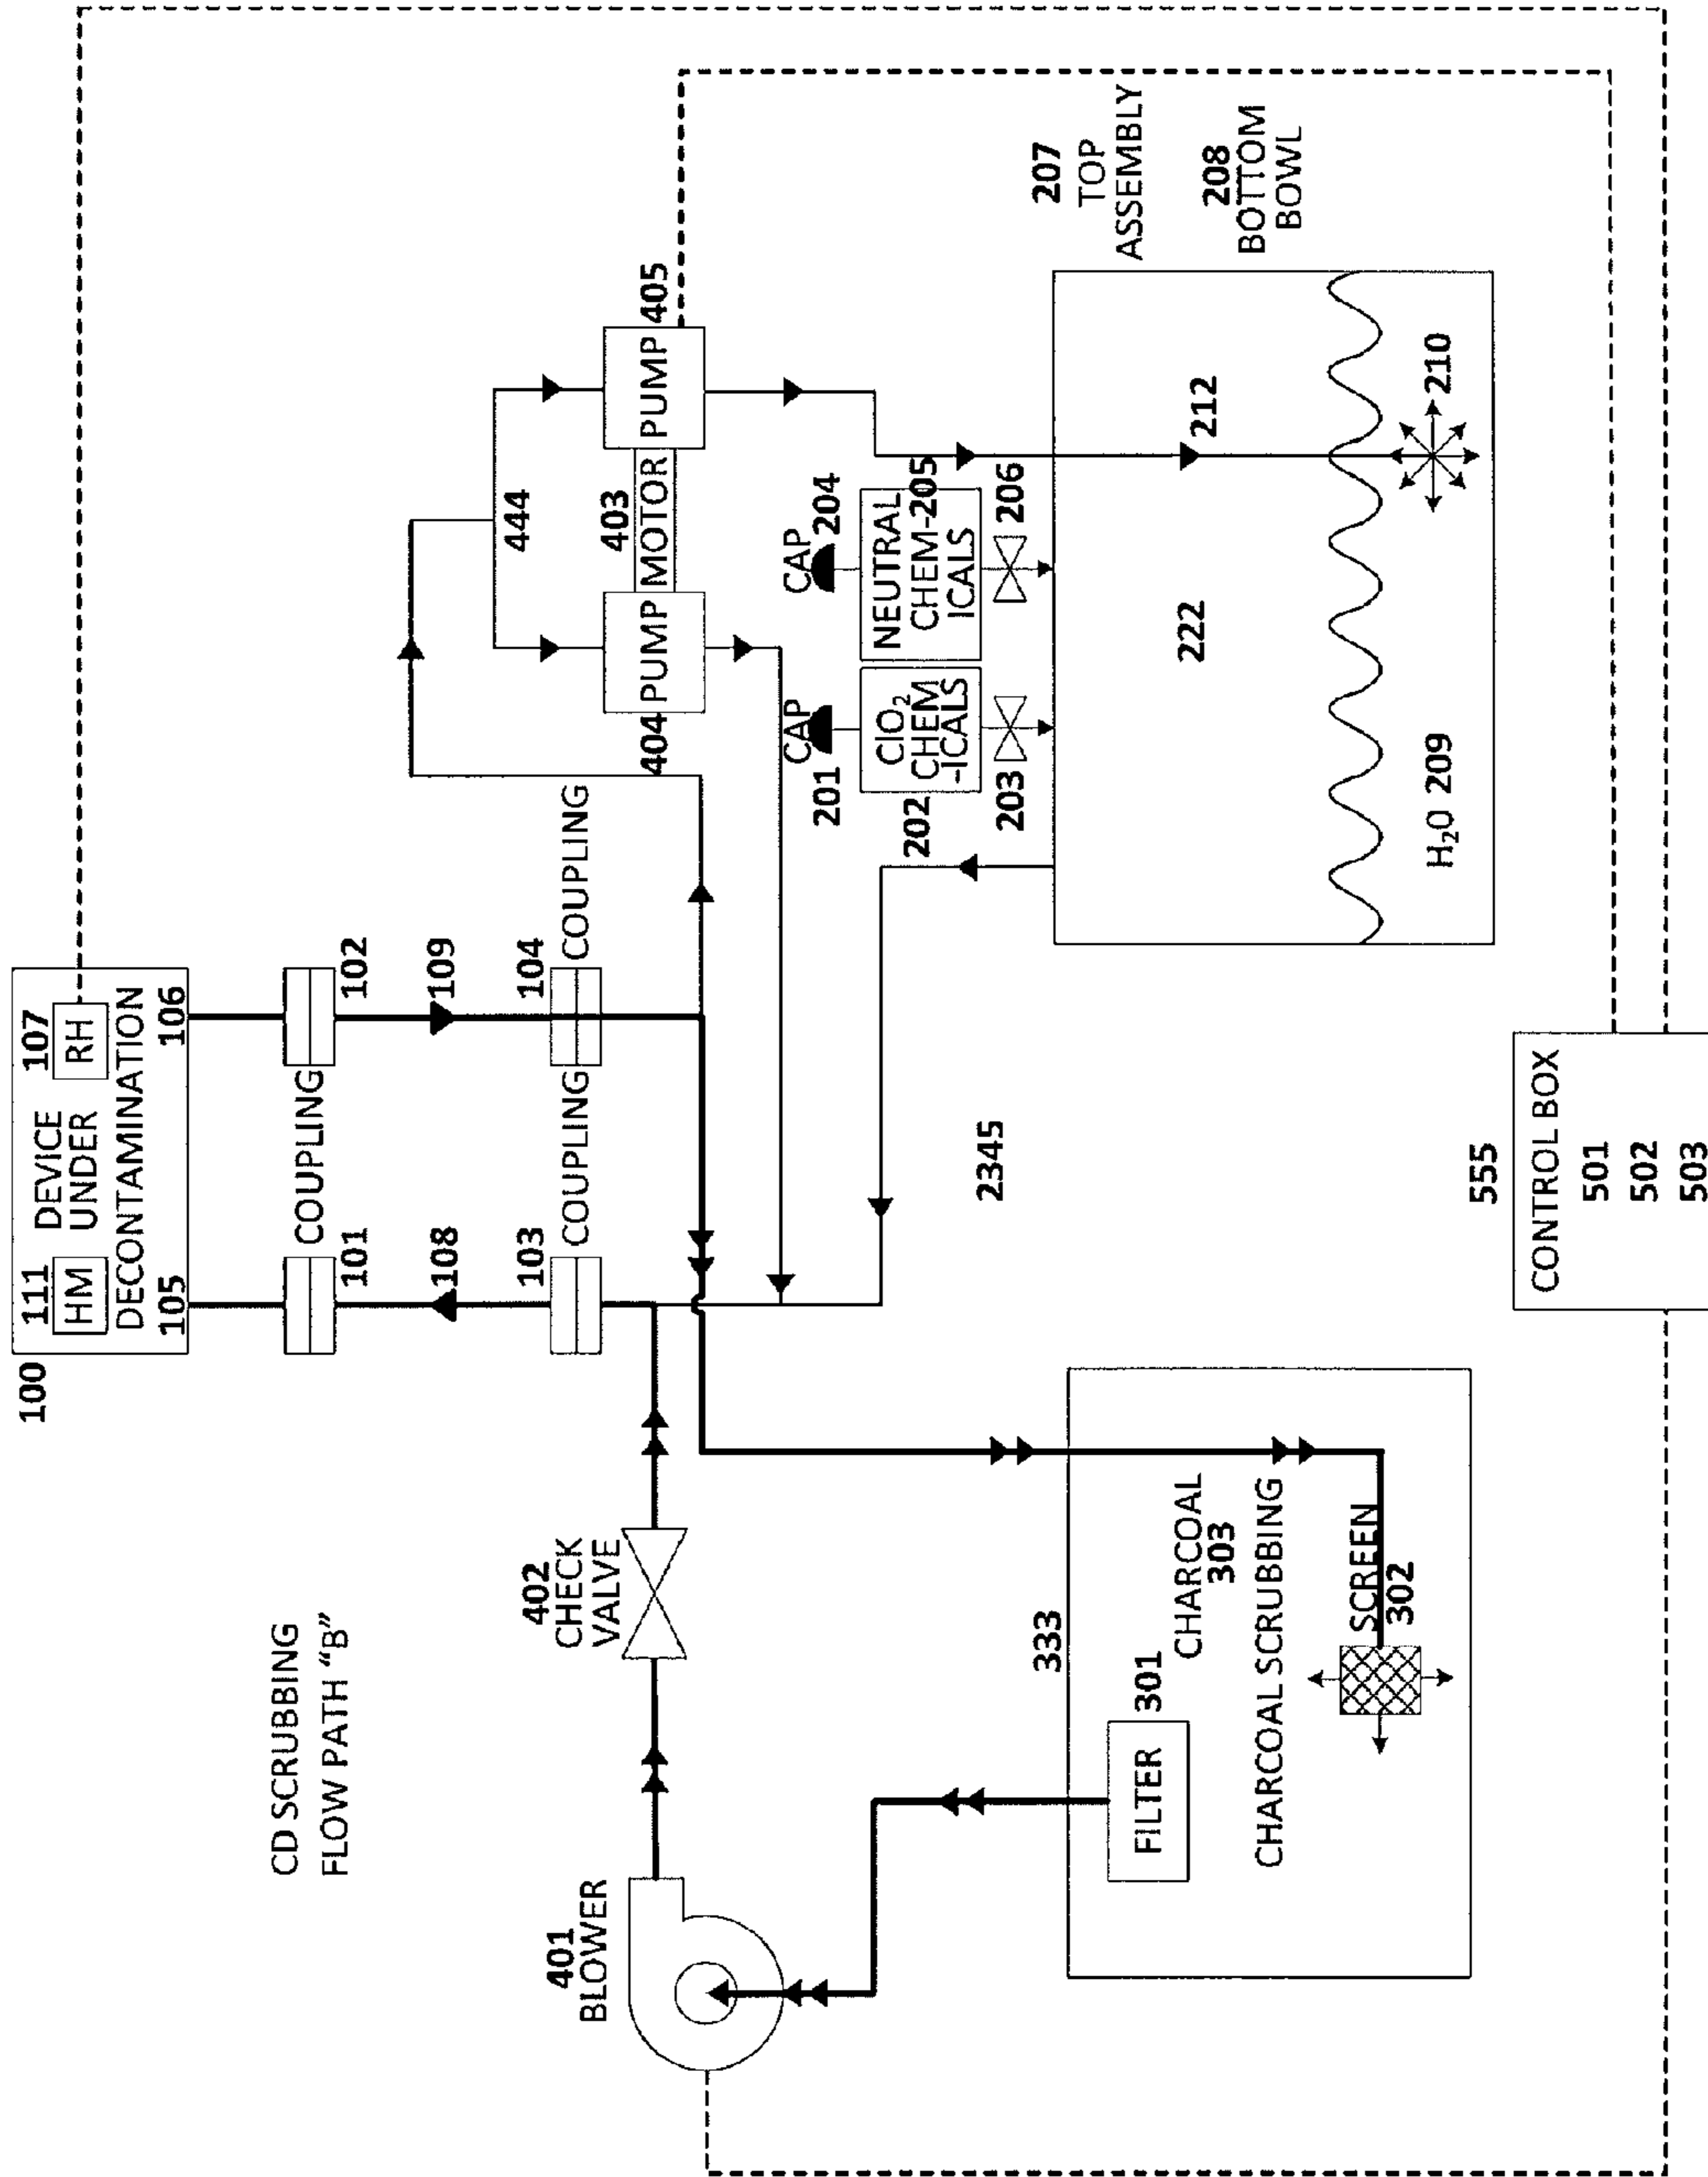 CD SCRUBBING
FLOW PATH “B”
100
111
HM
DEVICE
UNDER
DECONTAMINATION
107
RH
105
106
COUPLING
101
102
108
109
103
COUPLING
104
COUPLING
401
BLOWER
402
CHECK
VALVE
444
403
404
PUMP
MOTOR
PUMP
405
CAP
201
CAP
204
202
ClO2
CHEM
-ICALS
NEUTRAL
CHEM-
ICALS
205
203
206
207
TOP
ASSEMBLY
208
BOTTOM
BOWL
222
212
210
H2O 209
2345
333
301
FILTER
CHARCOAL
303
CHARCOAL SCRUBBING
SCREEN
302
555
CONTROL BOX
501
502
503